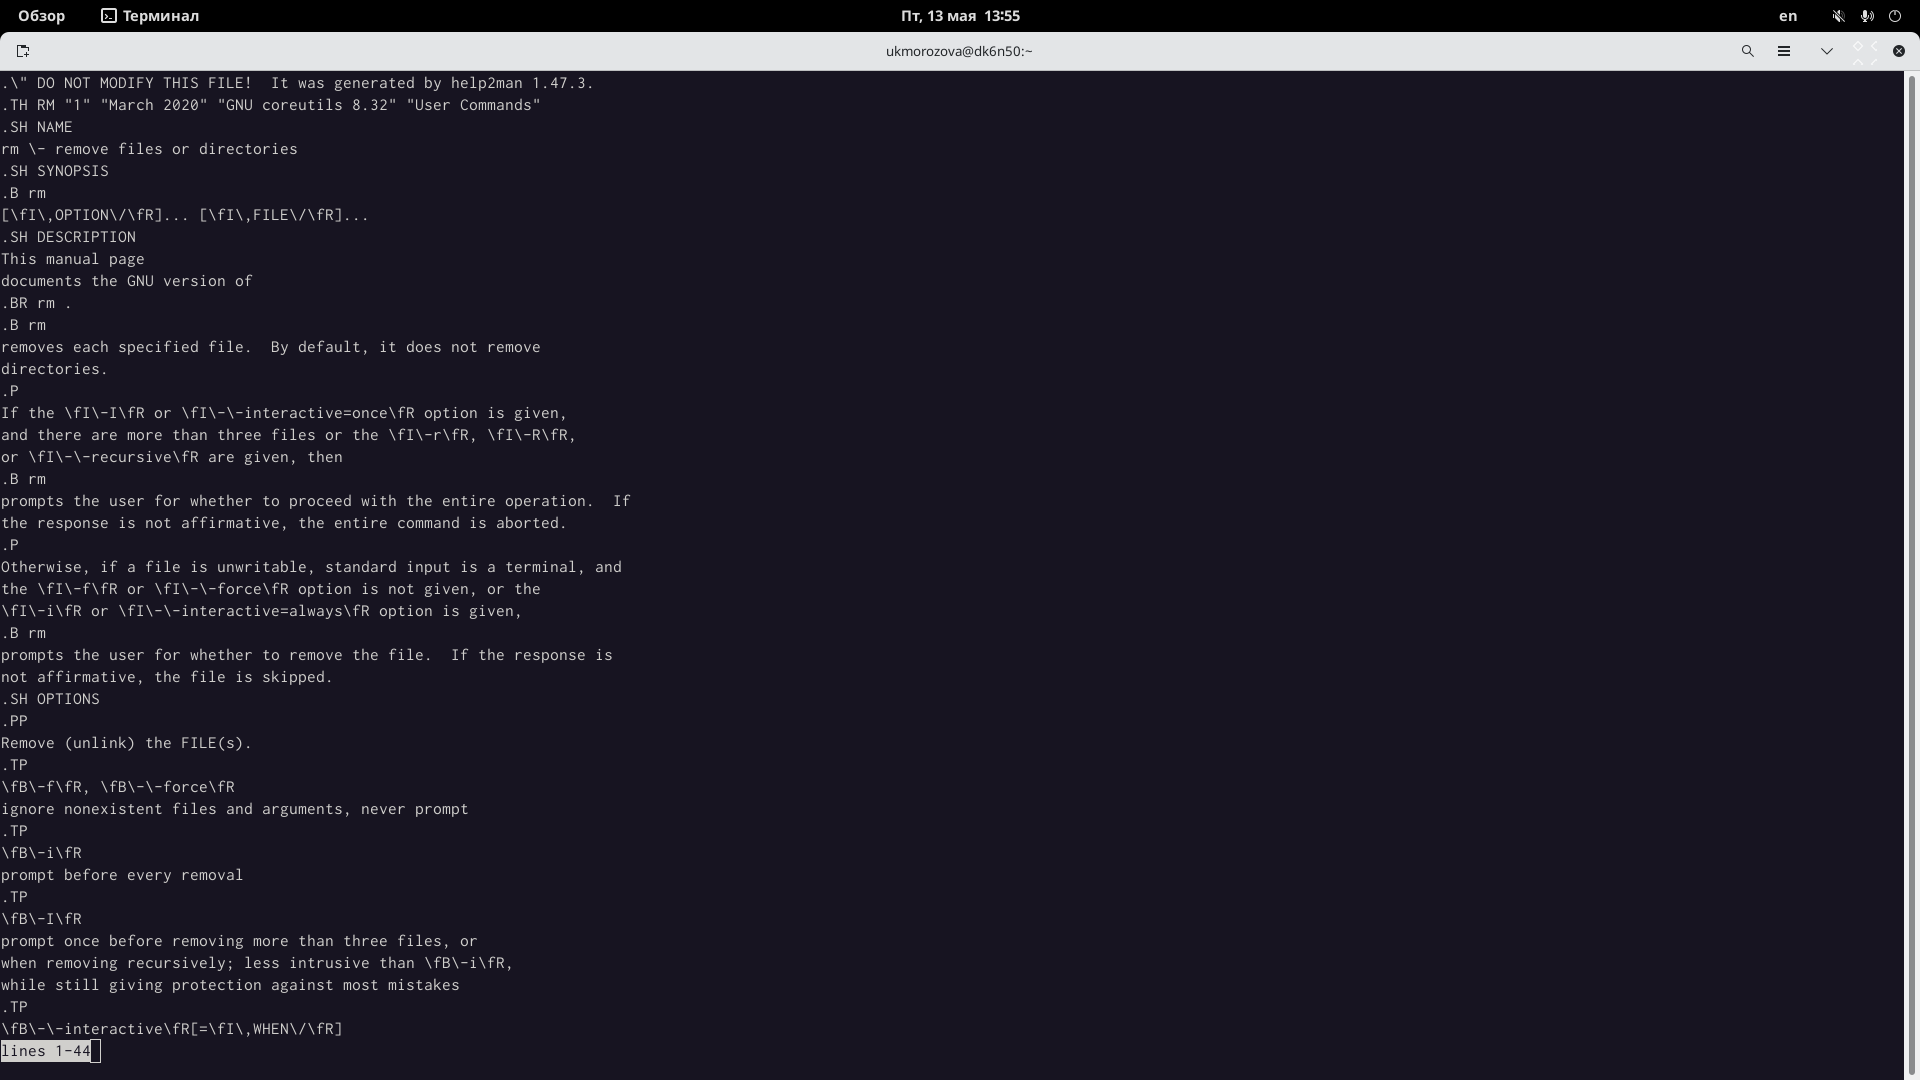 Обзор Терминал Пт, 13 мая 13:55 en
ukmorozova@dk6n50:~
.\" DO NOT MODIFY THIS FILE!  It was generated by help2man 1.47.3.
.TH RM "1" "March 2020" "GNU coreutils 8.32" "User Commands"
.SH NAME
rm \- remove files or directories
.SH SYNOPSIS
.B rm
[\fI\,OPTION\/\fR]... [\fI\,FILE\/\fR]...
.SH DESCRIPTION
This manual page
documents the GNU version of
.BR rm .
.B rm
removes each specified file.  By default, it does not remove
directories.
.P
If the \fI\-I\fR or \fI\-\-interactive=once\fR option is given,
and there are more than three files or the \fI\-r\fR, \fI\-R\fR,
or \fI\-\-recursive\fR are given, then
.B rm
prompts the user for whether to proceed with the entire operation.  If
the response is not affirmative, the entire command is aborted.
.P
Otherwise, if a file is unwritable, standard input is a terminal, and
the \fI\-f\fR or \fI\-\-force\fR option is not given, or the
\fI\-i\fR or \fI\-\-interactive=always\fR option is given,
.B rm
prompts the user for whether to remove the file.  If the response is
not affirmative, the file is skipped.
.SH OPTIONS
.PP
Remove (unlink) the FILE(s).
.TP
\fB\-f\fR, \fB\-\-force\fR
ignore nonexistent files and arguments, never prompt
.TP
\fB\-i\fR
prompt before every removal
.TP
\fB\-I\fR
prompt once before removing more than three files, or
when removing recursively; less intrusive than \fB\-i\fR,
while still giving protection against most mistakes
.TP
\fB\-\-interactive\fR[=\fI\,WHEN\/\fR]
lines 1-44